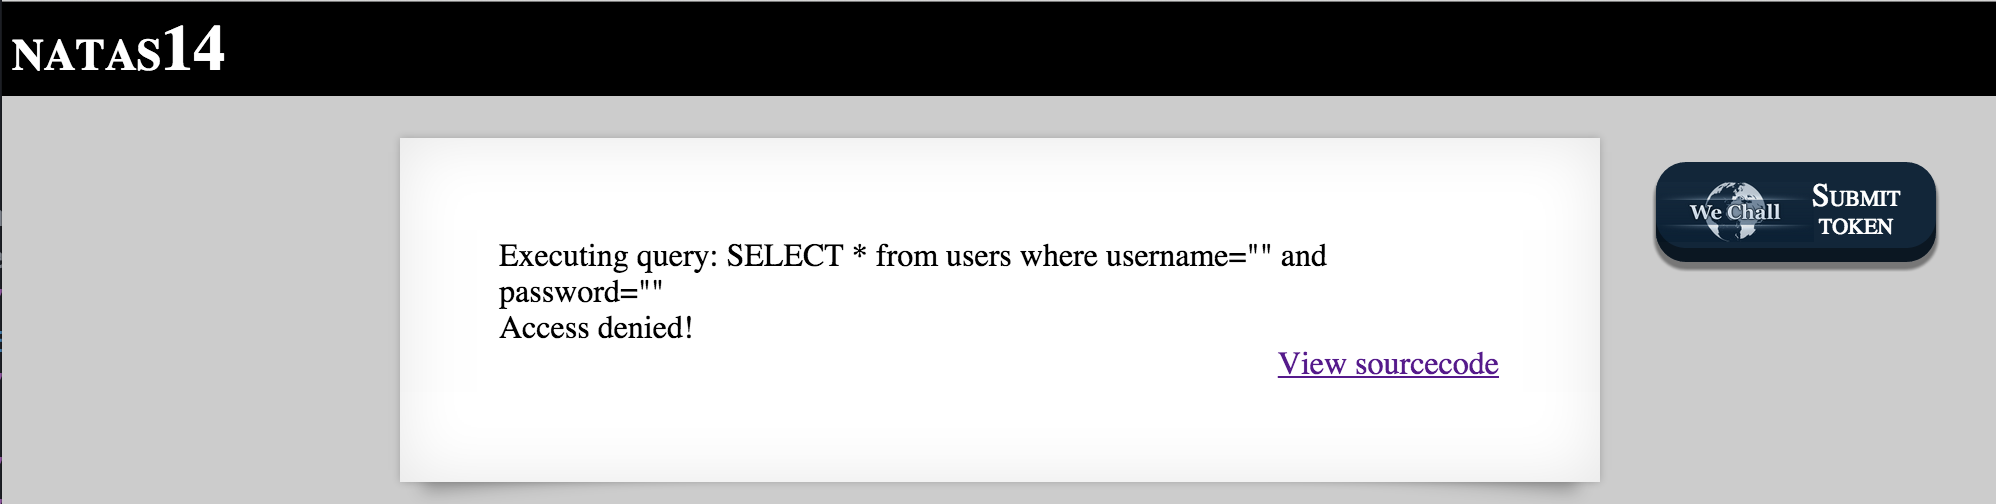 NATAS14
Executing query: SELECT * from users where username="" and
password=""
Access denied!
View sourcecode
We Chall
SUBMIT
TOKEN